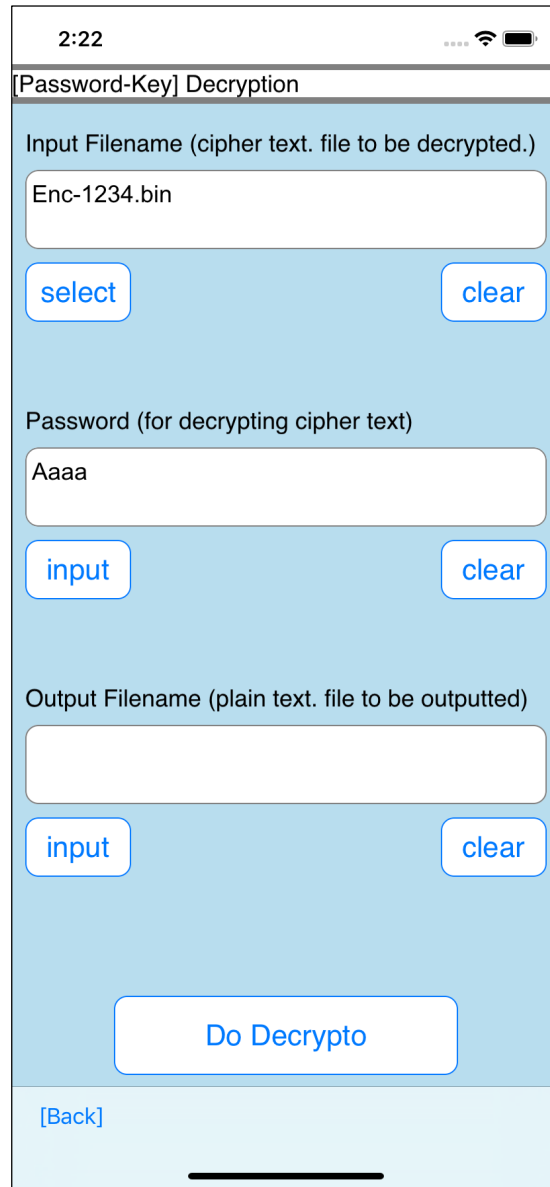 2:22
[Password-Key] Decryption
Input Filename (cipher text. file to be decrypted.)
Enc-1234.bin
select
clear
Password (for decrypting cipher text)
Aaaa
input
clear
Output Filename (plain text. file to be outputted)
input
clear
Do Decrypto
[Back]